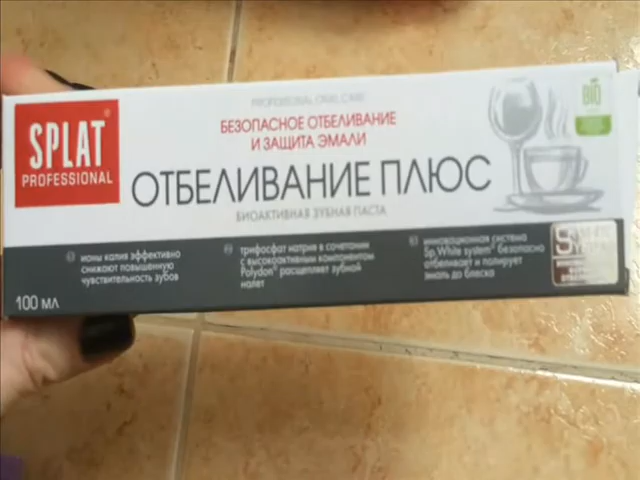 PROFESSIONAL ORAL CARE
SPLAT®
PROFESSIONAL
БЕЗОПАСНОЕ ОТБЕЛИВАНИЕ
И ЗАЩИТА ЭМАЛИ
ОТБЕЛИВАНИЕ ПЛЮС
БИОАКТИВНАЯ ЗУБНАЯ ПАСТА
BIO
ионы калия эффективно
снижают повышенную
чувствительность зубов
трифосфат натрия в сочетании
с высокоактивным компонентом
Polydon® расщепляет зубной
налет
инновационная система
Sp.White system® безопасно
отбеливает и полирует
эмаль до блеска
100 МЛ